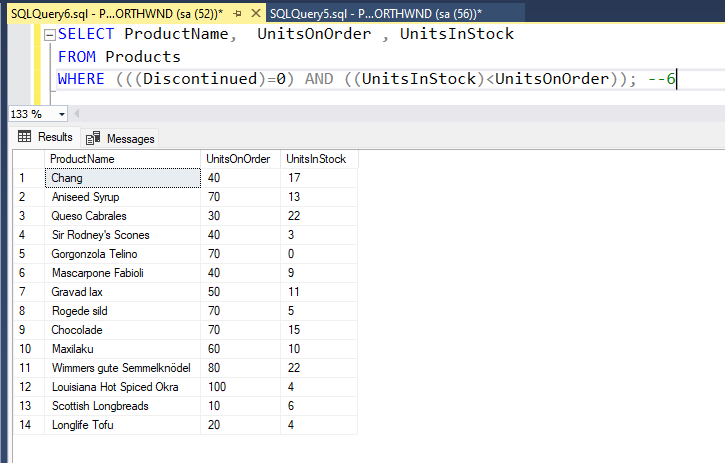 SQLQuery6.sql - P...ORTHWND (sa (52))* SQLQuery5.sql - P...ORTHWND (sa (56))*
SELECT ProductName, UnitsOnOrder , UnitsInStock
FROM Products
WHERE (((Discontinued)=0) AND ((UnitsInStock)<UnitsOnOrder)); --6
133 %
Results Messages
ProductName UnitsOnOrder UnitsInStock
1 Chang 40 17
2 Aniseed Syrup 70 13
3 Queso Cabrales 30 22
4 Sir Rodney's Scones 40 3
5 Gorgonzola Telino 70 0
6 Mascarpone Fabioli 40 9
7 Gravad lax 50 11
8 Rogede sild 70 5
9 Chocolade 70 15
10 Maxilaku 60 10
11 Wimmers gute Semmelknödel 80 22
12 Louisiana Hot Spiced Okra 100 4
13 Scottish Longbreads 10 6
14 Longlife Tofu 20 4